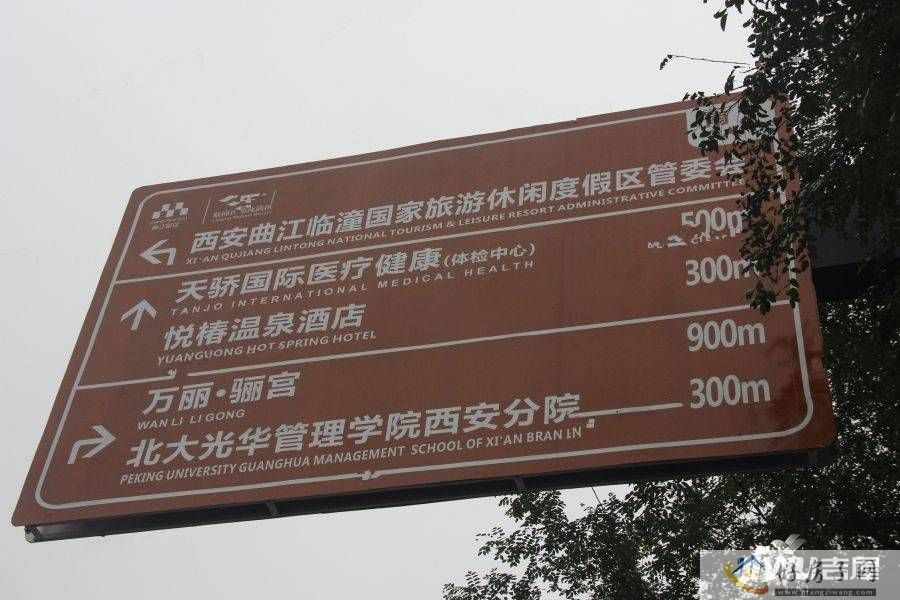 西安曲江临潼国家旅游休闲度假区管委会
XI'AN QUJIANG LINTONG NATIONAL TOURISM & LEISURE RESORT ADMINISTRATIVE COMMITTEE
500m
天骄国际医疗健康(体检中心)
TANJO INTERNATIONAL MEDICAL HEALTH
300m
悦椿温泉酒店
YUANGUONG HOT SPRING HOTEL
900m
万丽·骊宫
WAN LI LI GONG
300m
北大光华管理学院西安分院
PEKING UNIVERSITY GUANGHUA MANAGEMENT SCHOOL OF XI'AN BRAN